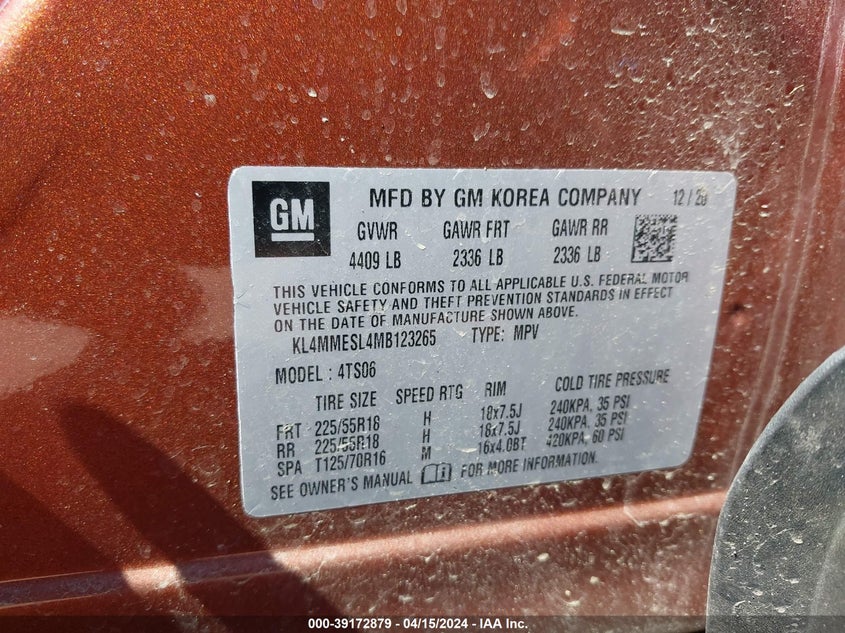 GM
MFD BY GM KOREA COMPANY 12/20
GVWR GAWR FRT GAWR RR
4409 LB 2336 LB 2336 LB
THIS VEHICLE CONFORMS TO ALL APPLICABLE U.S. FEDERAL MOTOR
VEHICLE SAFETY AND THEFT PREVENTION STANDARDS IN EFFECT
ON THE DATE OF MANUFACTURE SHOWN ABOVE.
KL4MMESL4MB123265 TYPE: MPV
MODEL : 4TS06
TIRE SIZE SPEED RTG RIM COLD TIRE PRESSURE
FRT 225/55R18 H 18x7.5J 240KPA, 35 PSI
RR 225/55R18 H 18x7.5J 240KPA, 35 PSI
SPA T125/70R16 M 16x4.0BT 420KPA, 60 PSI
SEE OWNER'S MANUAL FOR MORE INFORMATION.
000-39172879 - 04/15/2024 - IAA Inc.